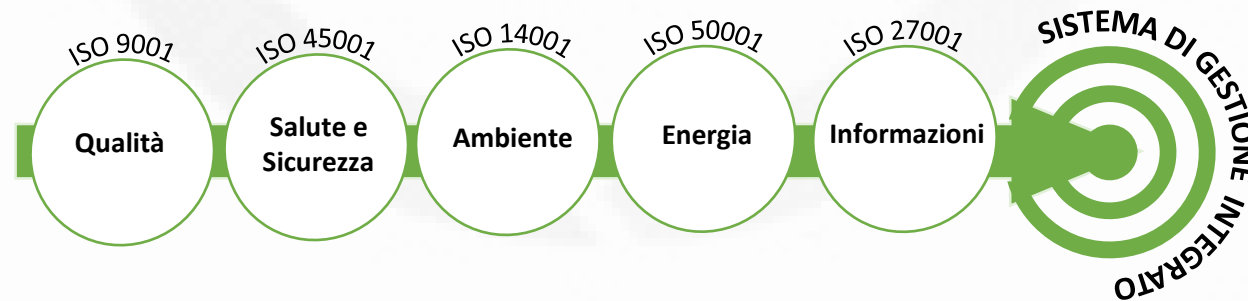 ISO 9001
Qualità
ISO 45001
Salute e
Sicurezza
ISO 14001
Ambiente
ISO 50001
Energia
ISO 27001
Informazioni
SISTEMA DI GESTIONE INTEGRATO